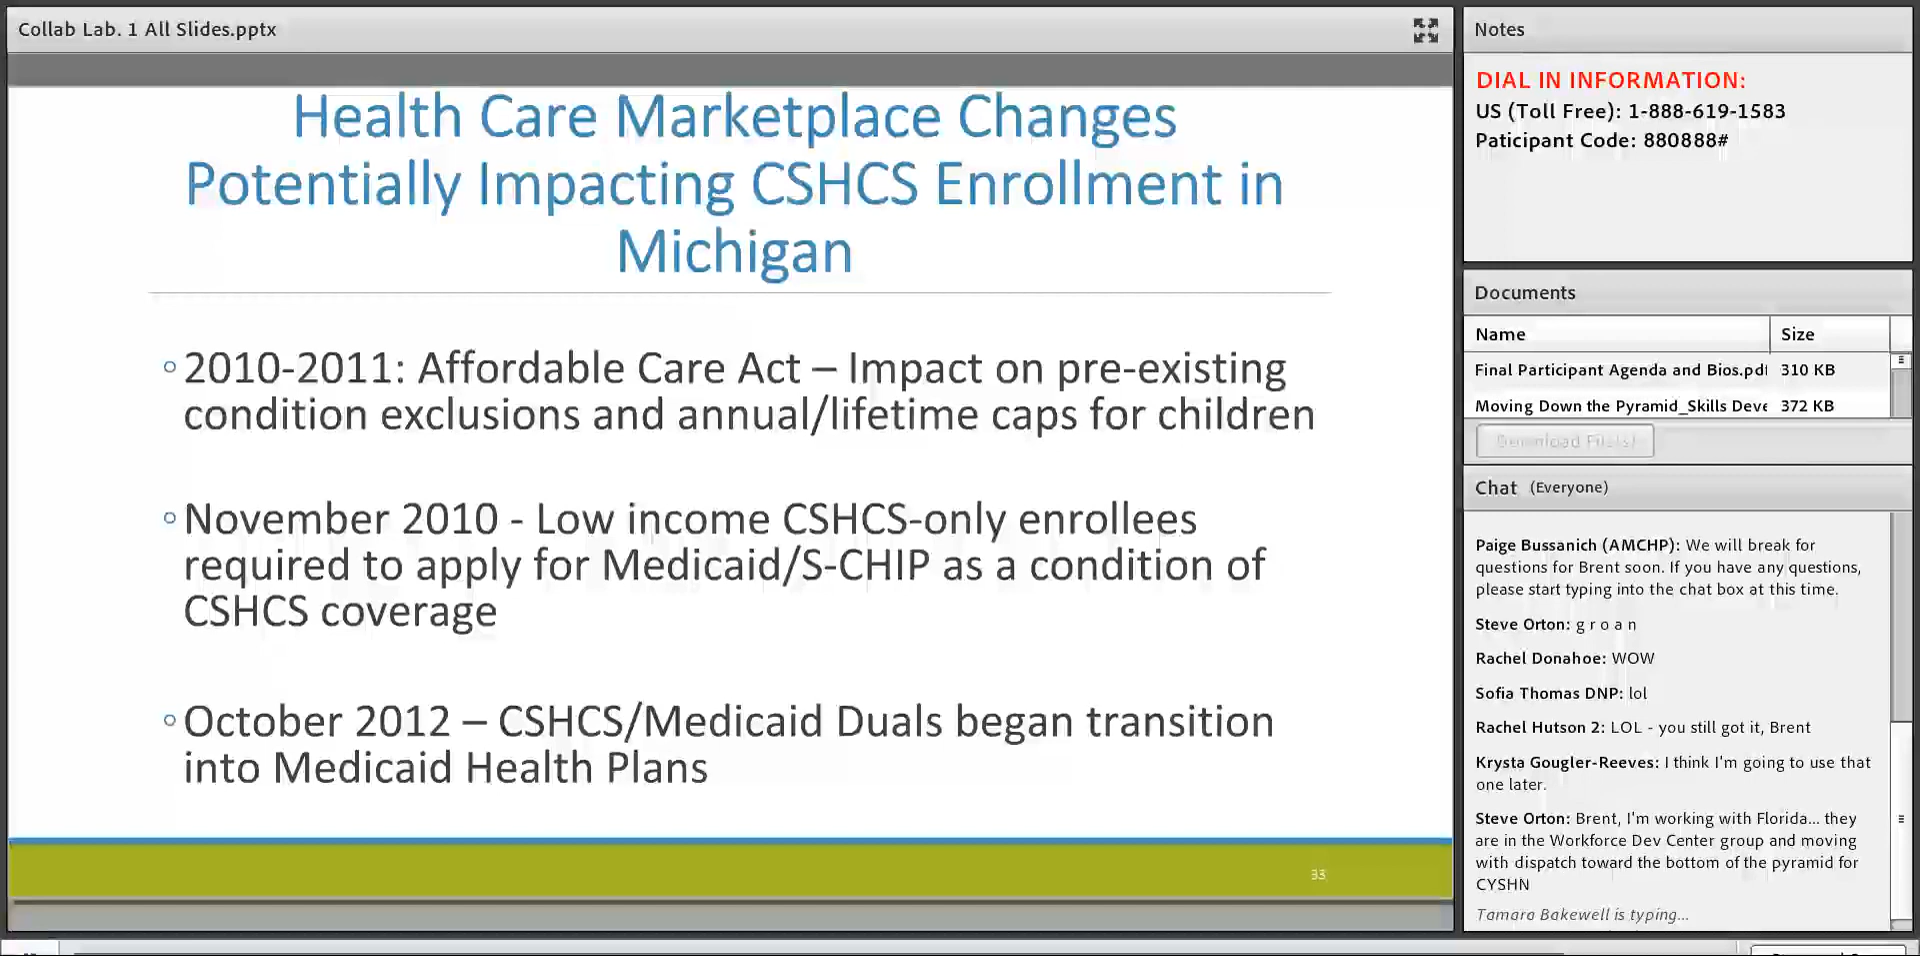 Collab Lab. 1 All Slides.pptx
Health Care Marketplace Changes
Potentially Impacting CSHCS Enrollment in
Michigan
2010-2011: Affordable Care Act – Impact on pre-existing
condition exclusions and annual/lifetime caps for children
November 2010 - Low income CSHCS-only enrollees
required to apply for Medicaid/S-CHIP as a condition of
CSHCS coverage
October 2012 – CSHCS/Medicaid Duals began transition
into Medicaid Health Plans
33
Notes
DIAL IN INFORMATION:
US (Toll Free): 1-888-619-1583
Paticipant Code: 880888#
Documents
Name Size
Final Participant Agenda and Bios.pdf 310 KB
Moving Down the Pyramid_Skills Deve 372 KB
Download File(s)
Chat (Everyone)
Paige Bussanich (AMCHP): We will break for
questions for Brent soon. If you have any questions,
please start typing into the chat box at this time.
Steve Orton: g r o a n
Rachel Donahoe: WOW
Sofia Thomas DNP: lol
Rachel Hutson 2: LOL - you still got it, Brent
Krysta Gougler-Reeves: I think I'm going to use that
one later.
Steve Orton: Brent, I'm working with Florida... they
are in the Workforce Dev Center group and moving
with dispatch toward the bottom of the pyramid for
CYSHN
Tamara Bakewell is typing...